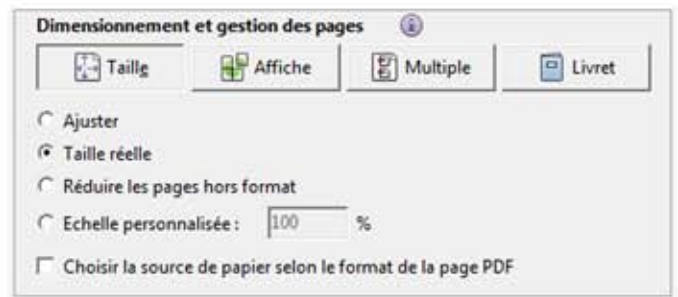 Dimensionnement et gestion des pages
Taille Affiche Multiple Livret
Ajuster
Taille réelle
Réduire les pages hors format
Echelle personnalisée : 100 %
Choisir la source de papier selon le format de la page PDF